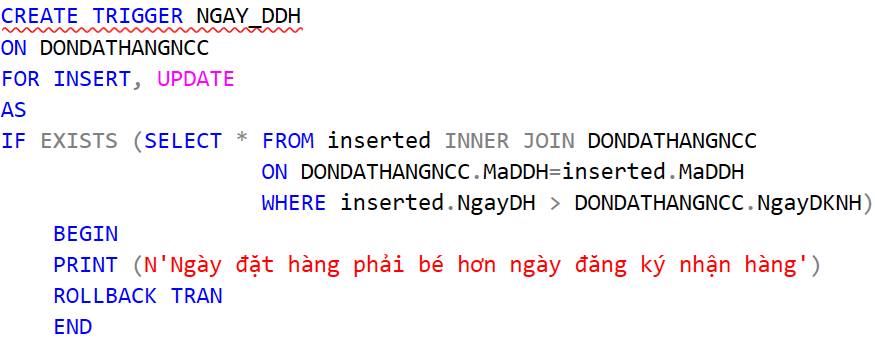 CREATE TRIGGER NGAY_DDH
ON DONDATHANGNCC
FOR INSERT, UPDATE
AS
IF EXISTS (SELECT * FROM inserted INNER JOIN DONDATHANGNCC
ON DONDATHANGNCC.MaDDH=inserted.MaDDH
WHERE inserted.NgayDH > DONDATHANGNCC.NgayDKNH)
BEGIN
PRINT (N'Ngày đặt hàng phải bé hơn ngày đăng ký nhận hàng')
ROLLBACK TRAN
END